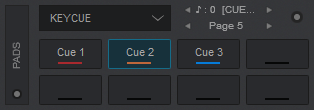 PADS
KEYCUE
♪ : 0 [CUE...
Page 5
Cue 1 Cue 2 Cue 3